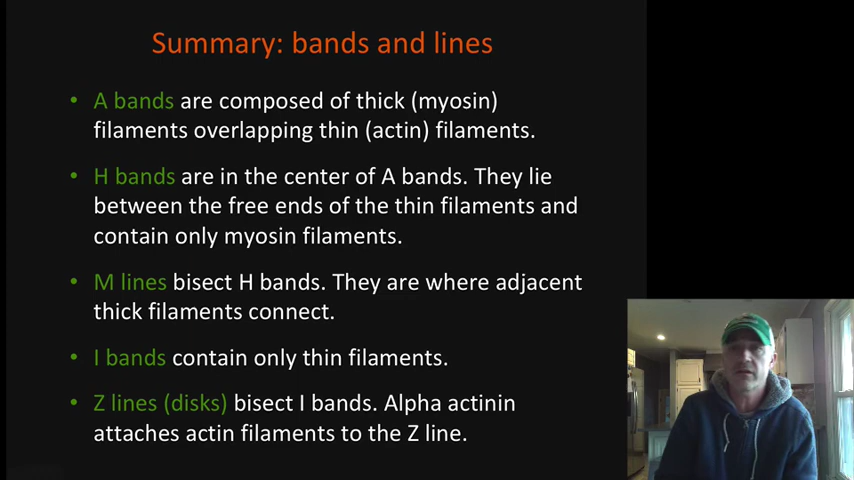 Summary: bands and lines
• A bands are composed of thick (myosin)
filaments overlapping thin (actin) filaments.
• H bands are in the center of A bands. They lie
between the free ends of the thin filaments and
contain only myosin filaments.
• M lines bisect H bands. They are where adjacent
thick filaments connect.
• I bands contain only thin filaments.
• Z lines (disks) bisect I bands. Alpha actinin
attaches actin filaments to the Z line.